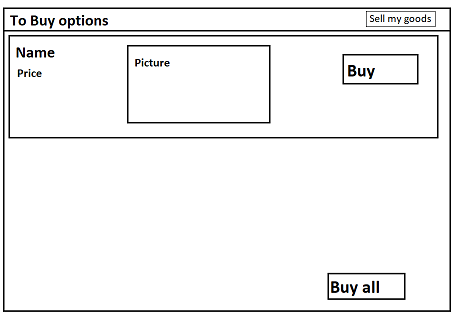 To Buy options
Sell my goods
Name
Price
Picture
Buy
Buy all